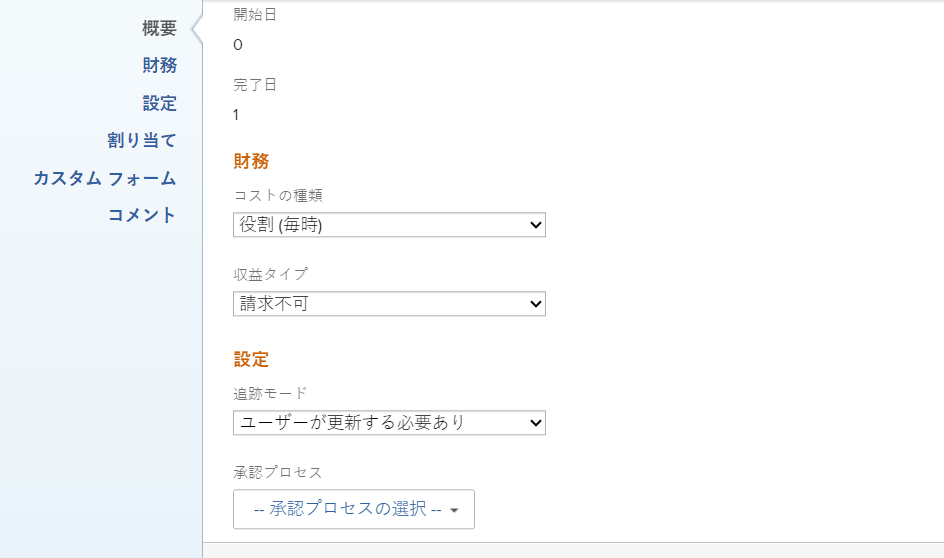 概要
財務
設定
割り当て
カスタム フォーム
コメント
開始日
0
完了日
1
財務
コストの種類
役割 (毎時)
収益タイプ
請求不可
設定
追跡モード
ユーザーが更新する必要あり
承認プロセス
-- 承認プロセスの選択 --